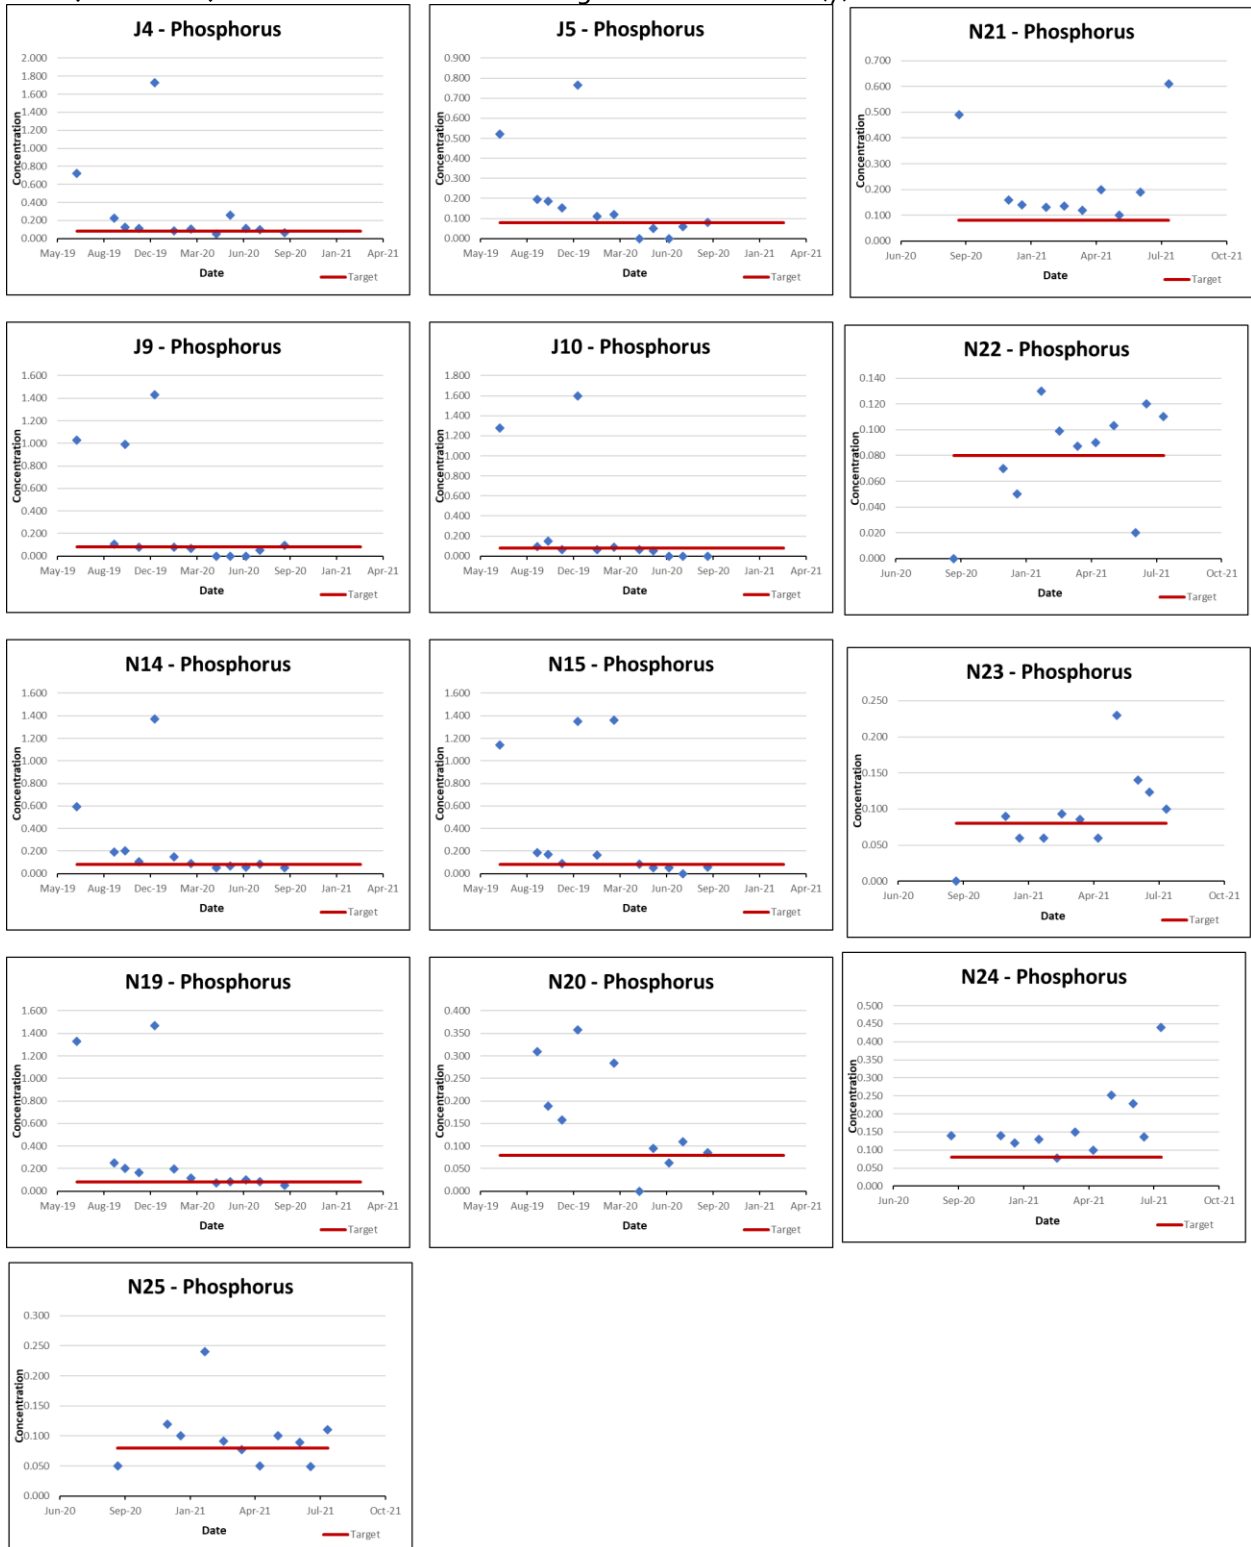 J4 - Phosphorus
2.000
1.800
1.600
1.400
1.200
1.000
0.800
0.600
0.400
0.200
0.000
Concentration
May-19 Aug-19 Dec-19 Mar-20 Jun-20 Sep-20 Jan-21 Apr-21
Date
Target
J5 - Phosphorus
0.900
0.800
0.700
0.600
0.500
0.400
0.300
0.200
0.100
0.000
Concentration
May-19 Aug-19 Dec-19 Mar-20 Jun-20 Sep-20 Jan-21 Apr-21
Date
Target
N21 - Phosphorus
0.700
0.600
0.500
0.400
0.300
0.200
0.100
0.000
Concentration
Jun-20 Sep-20 Jan-21 Apr-21 Jul-21 Oct-21
Date
Target
J9 - Phosphorus
1.600
1.400
1.200
1.000
0.800
0.600
0.400
0.200
0.000
Concentration
May-19 Aug-19 Dec-19 Mar-20 Jun-20 Sep-20 Jan-21 Apr-21
Date
Target
J10 - Phosphorus
1.800
1.600
1.400
1.200
1.000
0.800
0.600
0.400
0.200
0.000
Concentration
May-19 Aug-19 Dec-19 Mar-20 Jun-20 Sep-20 Jan-21 Apr-21
Date
Target
N22 - Phosphorus
0.140
0.120
0.100
0.080
0.060
0.040
0.020
0.000
Concentration
Jun-20 Sep-20 Jan-21 Apr-21 Jul-21 Oct-21
Date
Target
N14 - Phosphorus
1.600
1.400
1.200
1.000
0.800
0.600
0.400
0.200
0.000
Concentration
May-19 Aug-19 Dec-19 Mar-20 Jun-20 Sep-20 Jan-21 Apr-21
Date
Target
N15 - Phosphorus
1.600
1.400
1.200
1.000
0.800
0.600
0.400
0.200
0.000
Concentration
May-19 Aug-19 Dec-19 Mar-20 Jun-20 Sep-20 Jan-21 Apr-21
Date
Target
N23 - Phosphorus
0.250
0.200
0.150
0.100
0.050
0.000
Concentration
Jun-20 Sep-20 Jan-21 Apr-21 Jul-21 Oct-21
Date
Target
N19 - Phosphorus
1.600
1.400
1.200
1.000
0.800
0.600
0.400
0.200
0.000
Concentration
May-19 Aug-19 Dec-19 Mar-20 Jun-20 Sep-20 Jan-21 Apr-21
Date
Target
N20 - Phosphorus
0.400
0.350
0.300
0.250
0.200
0.150
0.100
0.050
0.000
Concentration
May-19 Aug-19 Dec-19 Mar-20 Jun-20 Sep-20 Jan-21 Apr-21
Date
Target
N24 - Phosphorus
0.500
0.450
0.400
0.350
0.300
0.250
0.200
0.150
0.100
0.050
0.000
Concentration
Jun-20 Sep-20 Jan-21 Apr-21 Jul-21 Oct-21
Date
Target
N25 - Phosphorus
0.300
0.250
0.200
0.150
0.100
0.050
0.000
Concentration
Jun-20 Sep-20 Jan-21 Apr-21 Jul-21 Oct-21
Date
Target